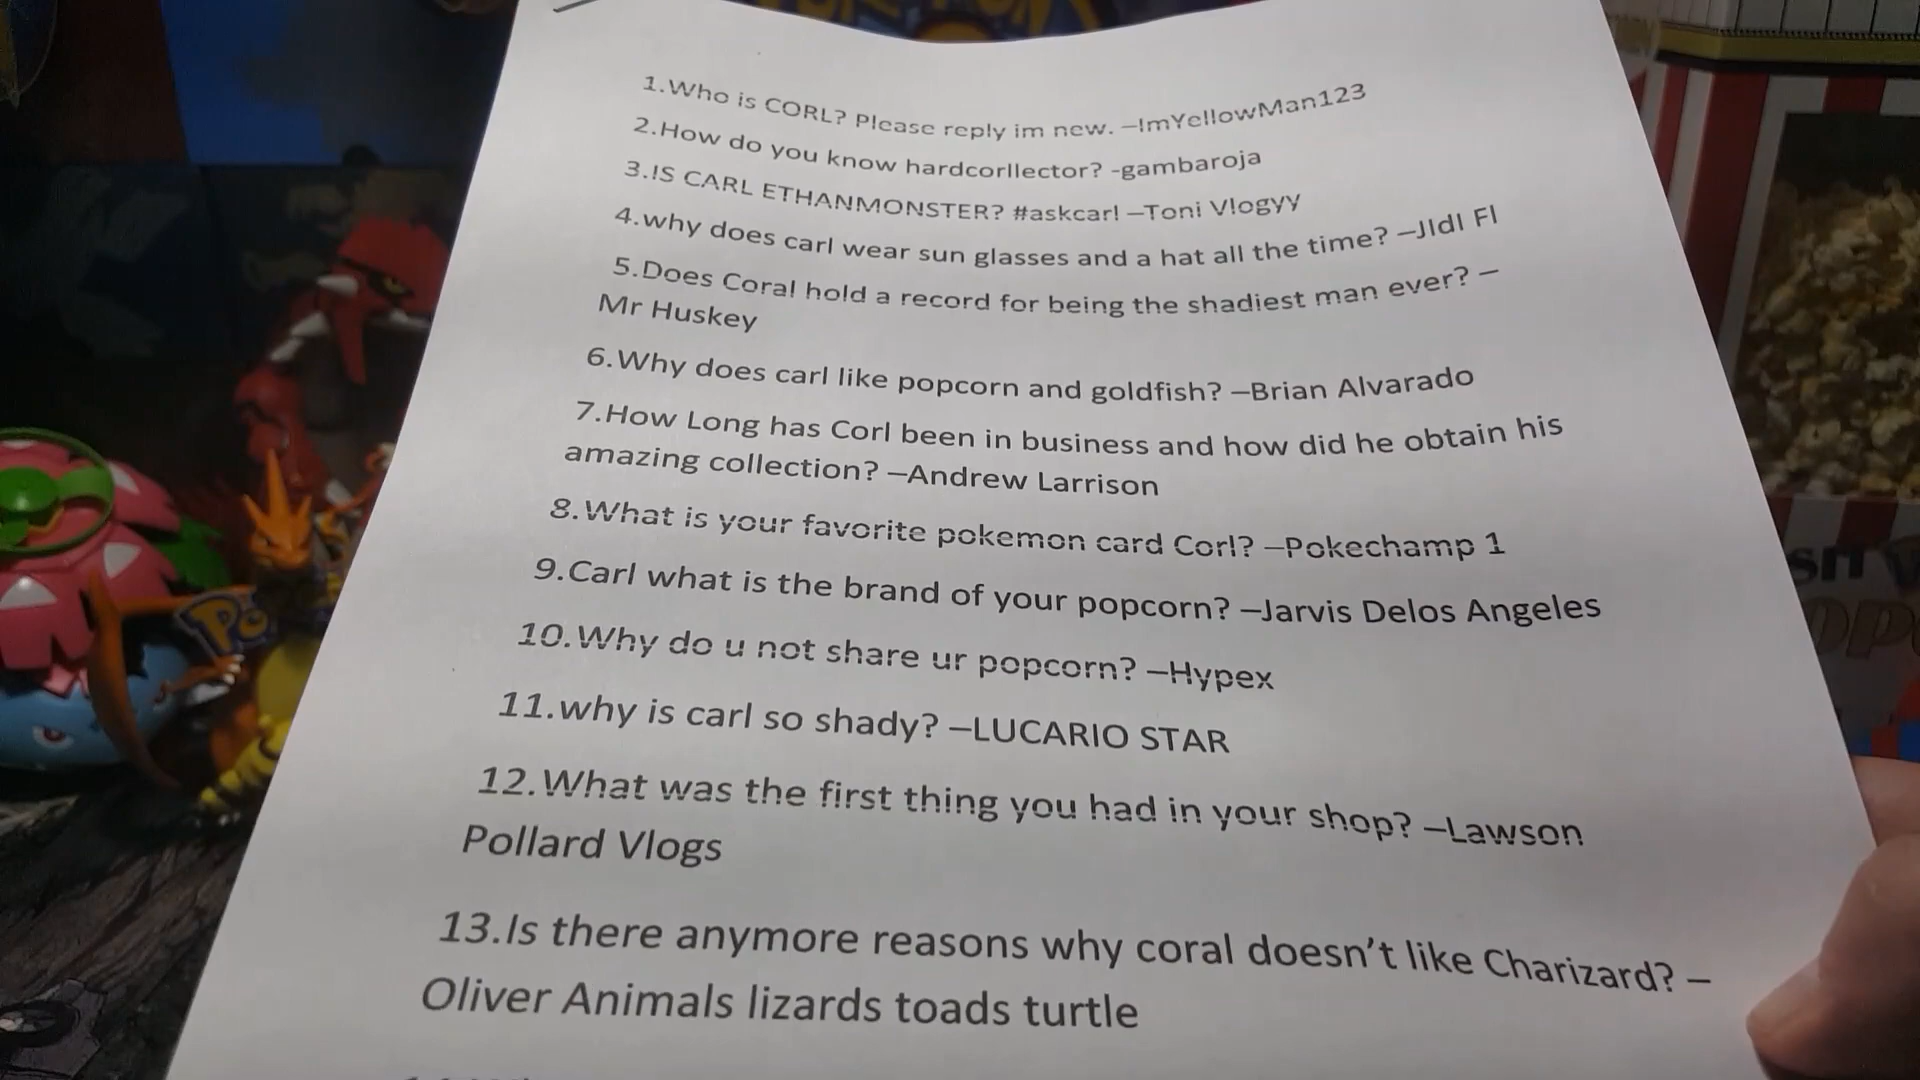 1.Who is CORL? Please reply im new. –ImYellowMan123
2.How do you know hardcorllector? -gambaroja
3.IS CARL ETHANMONSTER? #askcarl –Toni Vlogyy
4.why does carl wear sun glasses and a hat all the time? –JIdI FI
5.Does Coral hold a record for being the shadiest man ever? –
Mr Huskey
6.Why does carl like popcorn and goldfish? –Brian Alvarado
7.How Long has Corl been in business and how did he obtain his
amazing collection? –Andrew Larrison
8.What is your favorite pokemon card Corl? –Pokechamp 1
9.Carl what is the brand of your popcorn? –Jarvis Delos Angeles
10.Why do u not share ur popcorn? –Hypex
11.why is carl so shady? –LUCARIO STAR
12.What was the first thing you had in your shop? –Lawson
Pollard Vlogs
13.Is there anymore reasons why coral doesn't like Charizard? –
Oliver Animals lizards toads turtle